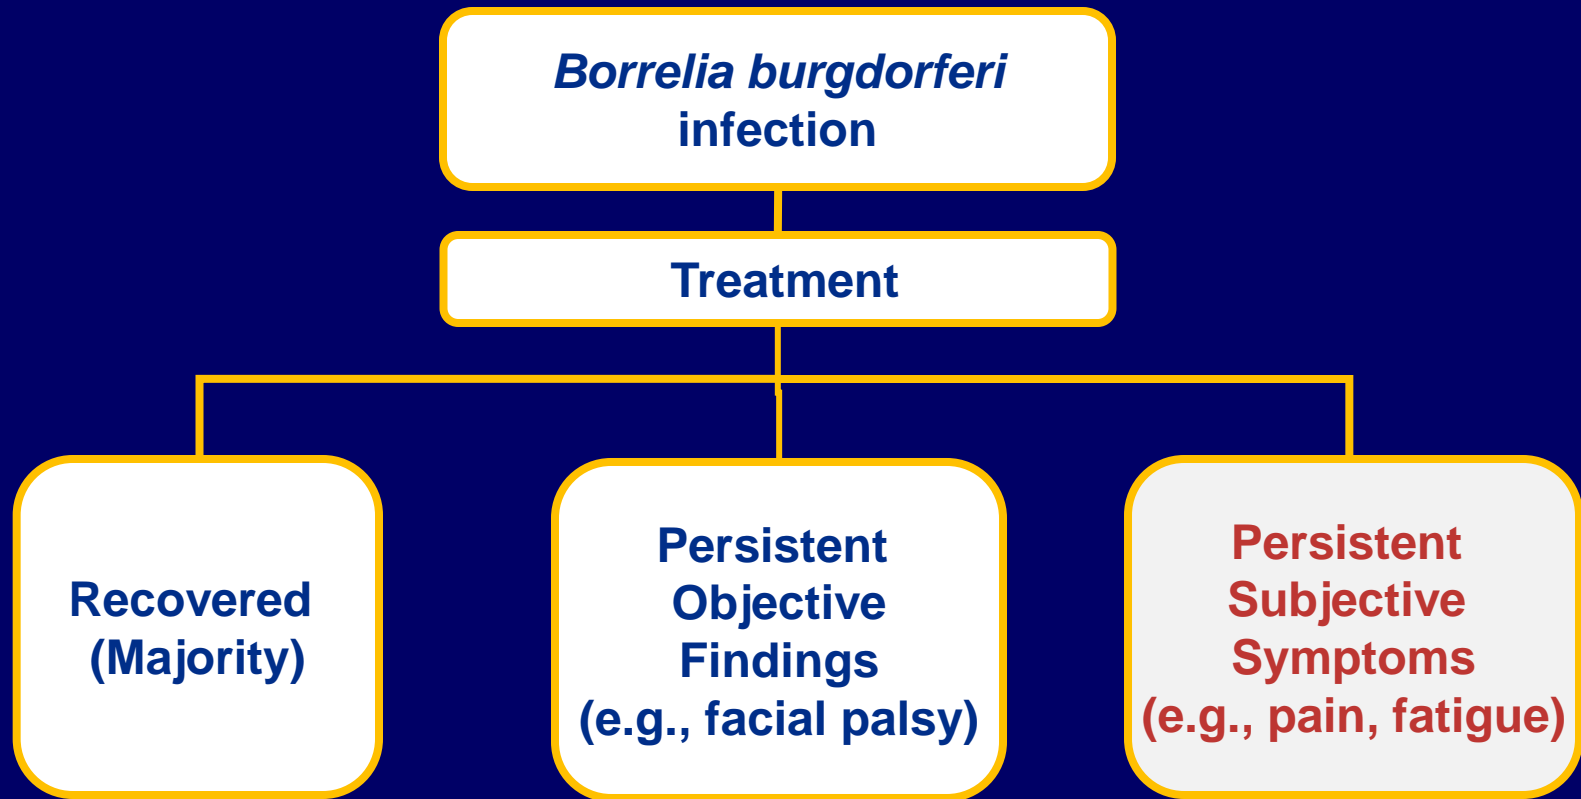 Borrelia burgdorferi
infection
Treatment
Recovered
(Majority)
Persistent
Objective
Findings
(e.g., facial palsy)
Persistent
Subjective
Symptoms
(e.g., pain, fatigue)